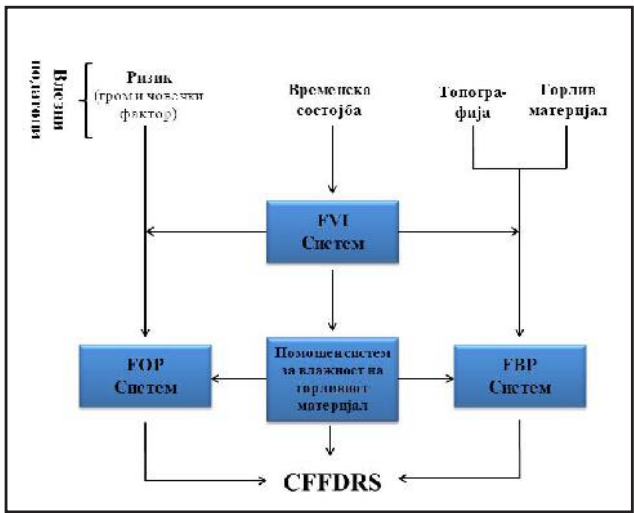 Влезни
податоци
Ризик
(гром и човечки
фактор)
Временска
состојба
Топогра-
фија
Горлив
материјал
FVI
Систем
FOP
Систем
Помошен систем
за влажност на
горливиот
материјал
FBP
Систем
CFFDRS